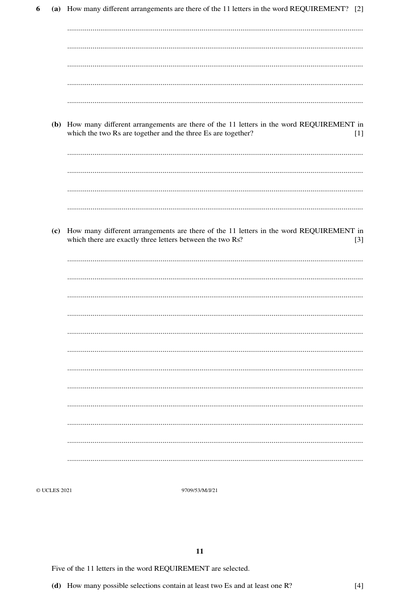 6 (a) How many different arrangements are there of the 11 letters in the word REQUIREMENT? [2]
(b) How many different arrangements are there of the 11 letters in the word REQUIREMENT in
which the two Rs are together and the three Es are together? [1]
(c) How many different arrangements are there of the 11 letters in the word REQUIREMENT in
which there are exactly three letters between the two Rs? [3]
© UCLES 2021 9709/53/M/J/21
11
Five of the 11 letters in the word REQUIREMENT are selected.
(d) How many possible selections contain at least two Es and at least one R? [4]